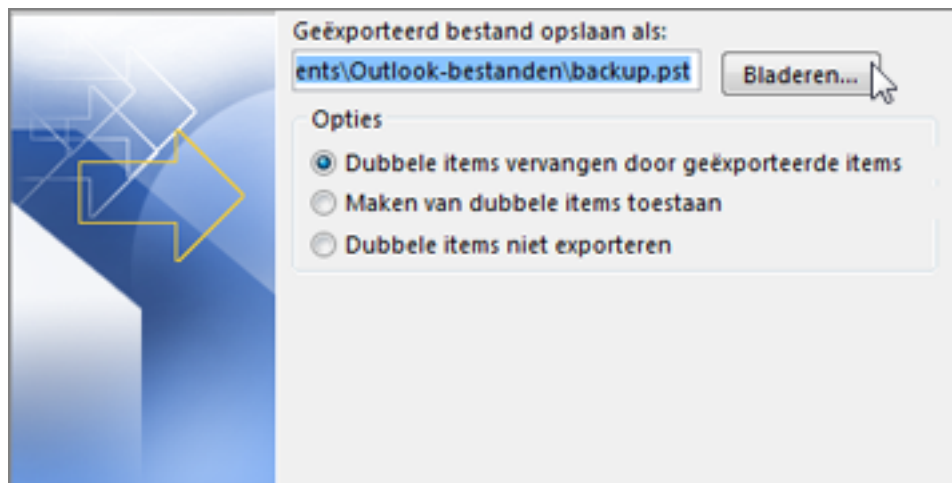 Geëxporteerd bestand opslaan als:
ents\Outlook-bestanden\backup.pst
Bladeren...
Opties
Dubbele items vervangen door geëxporteerde items
Maken van dubbele items toestaan
Dubbele items niet exporteren